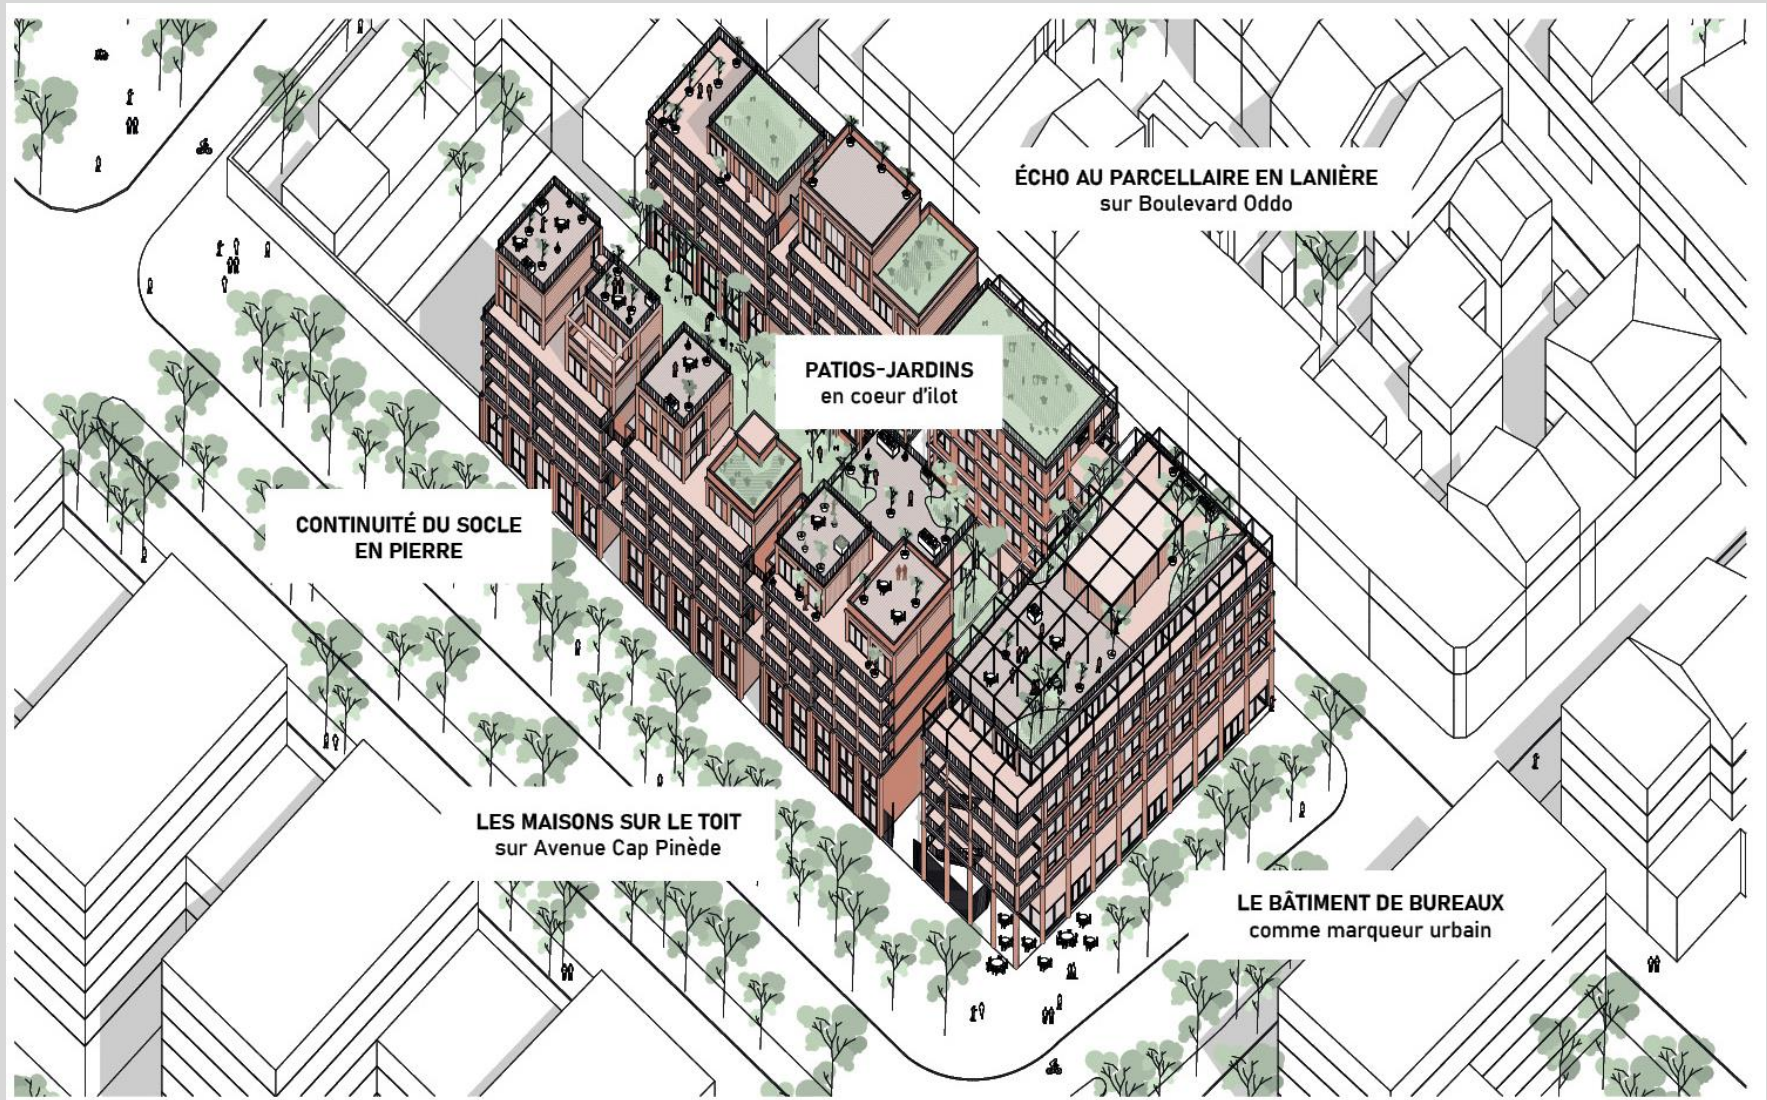 ÉCHO AU PARCELLAIRE EN LANIÈRE
sur Boulevard Oddo
PATIOS-JARDINS
en coeur d'ilot
CONTINUITÉ DU SOCLE
EN PIERRE
LES MAISONS SUR LE TOIT
sur Avenue Cap Pinède
LE BÂTIMENT DE BUREAUX
comme marqueur urbain